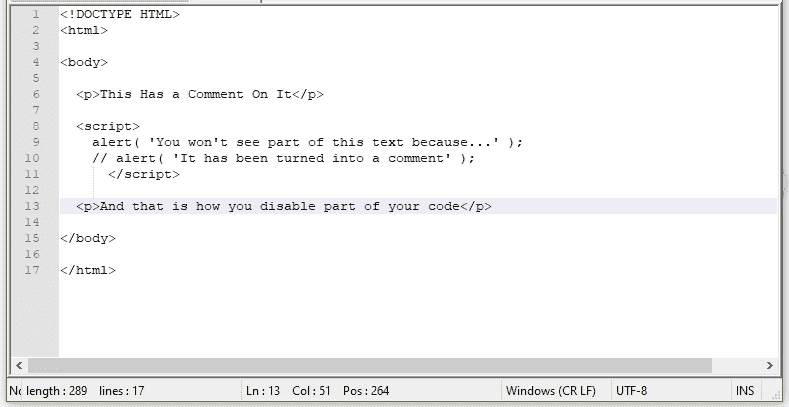 1 <!DOCTYPE HTML>
2 <html>
3
4 <body>
5
6 <p>This Has a Comment On It</p>
7
8 <script>
9 alert( 'You won't see part of this text because...' );
10 // alert( 'It has been turned into a comment' );
11 </script>
12
13 <p>And that is how you disable part of your code</p>
14
15 </body>
16
17 </html>
length : 289 lines : 17 Ln : 13 Col : 51 Pos : 264 Windows (CR LF) UTF-8 INS